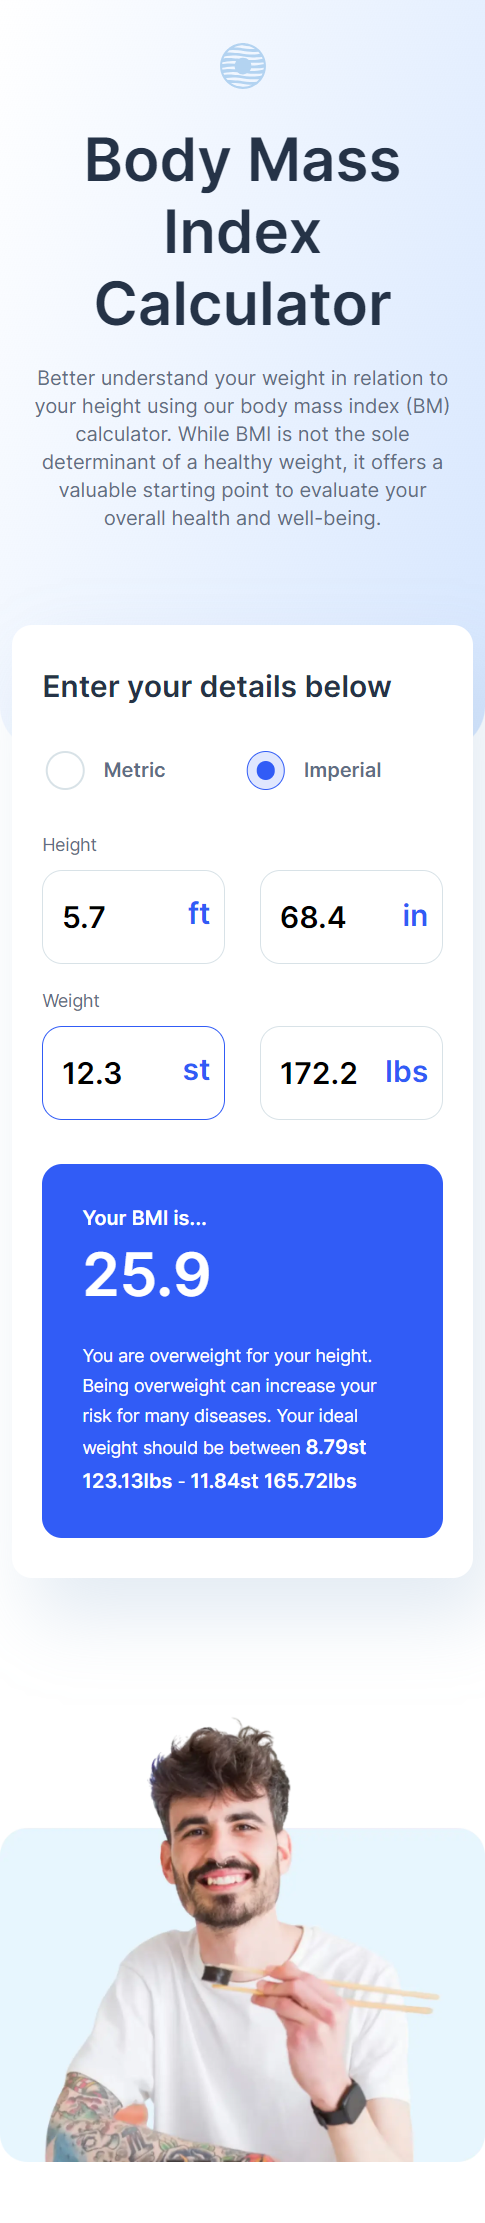 Body Mass
Index
Calculator
Better understand your weight in relation to
your height using our body mass index (BM)
calculator. While BMI is not the sole
determinant of a healthy weight, it offers a
valuable starting point to evaluate your
overall health and well-being.
Enter your details below
Metric Imperial
Height
5.7 ft 68.4 in
Weight
12.3 st 172.2 lbs
Your BMI is...
25.9
You are overweight for your height.
Being overweight can increase your
risk for many diseases. Your ideal
weight should be between 8.79st
123.13lbs - 11.84st 165.72lbs